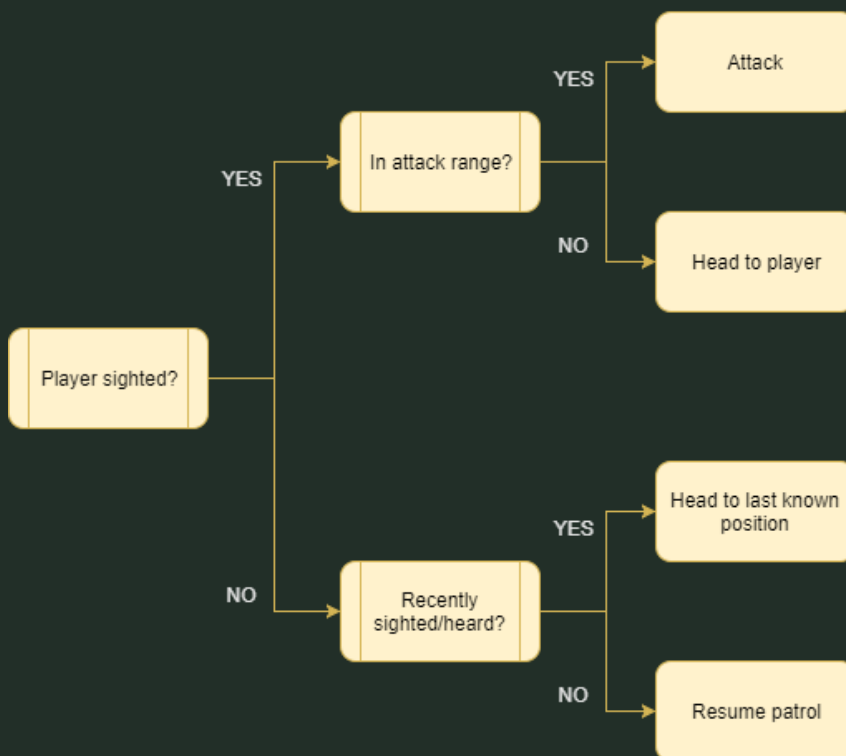 Attack
YES
In attack range?
YES
NO
Head to player
Player sighted?
Head to last known
position
YES
NO
Recently
sighted/heard?
NO
Resume patrol